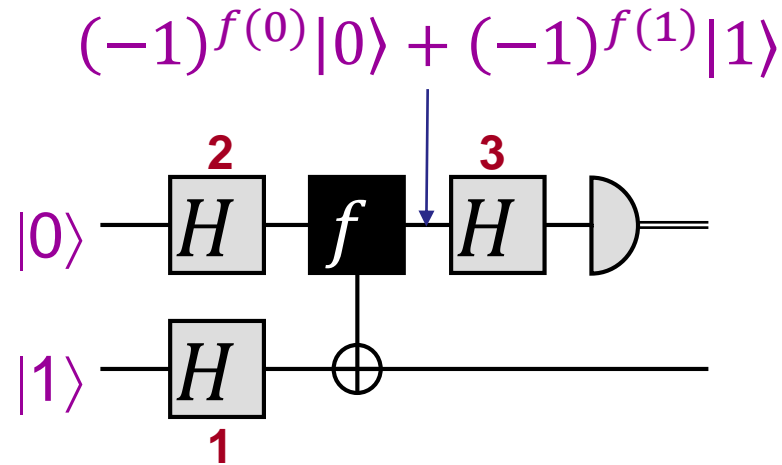 (−1)^{f(0)}|0⟩ + (−1)^{f(1)}|1⟩
2 3
|0⟩ H f H
|1⟩ H
1